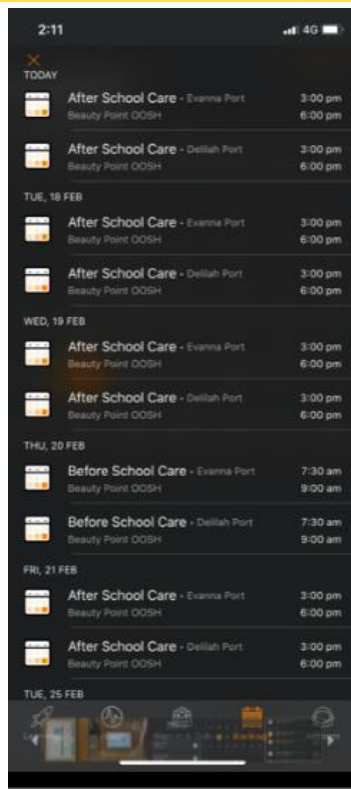 2:11 4G
TODAY
After School Care - Evanna Port 3:00 pm
Beauty Point OOSH 6:00 pm
After School Care - Delilah Port 3:00 pm
Beauty Point OOSH 6:00 pm
TUE, 18 FEB
After School Care - Evanna Port 3:00 pm
Beauty Point OOSH 6:00 pm
After School Care - Delilah Port 3:00 pm
Beauty Point OOSH 6:00 pm
WED, 19 FEB
After School Care - Evanna Port 3:00 pm
Beauty Point OOSH 6:00 pm
After School Care - Delilah Port 3:00 pm
Beauty Point OOSH 6:00 pm
THU, 20 FEB
Before School Care - Evanna Port 7:30 am
Beauty Point OOSH 9:00 am
Before School Care - Delilah Port 7:30 am
Beauty Point OOSH 9:00 am
FRI, 21 FEB
After School Care - Evanna Port 3:00 pm
Beauty Point OOSH 6:00 pm
After School Care - Delilah Port 3:00 pm
Beauty Point OOSH 6:00 pm
TUE, 25 FEB